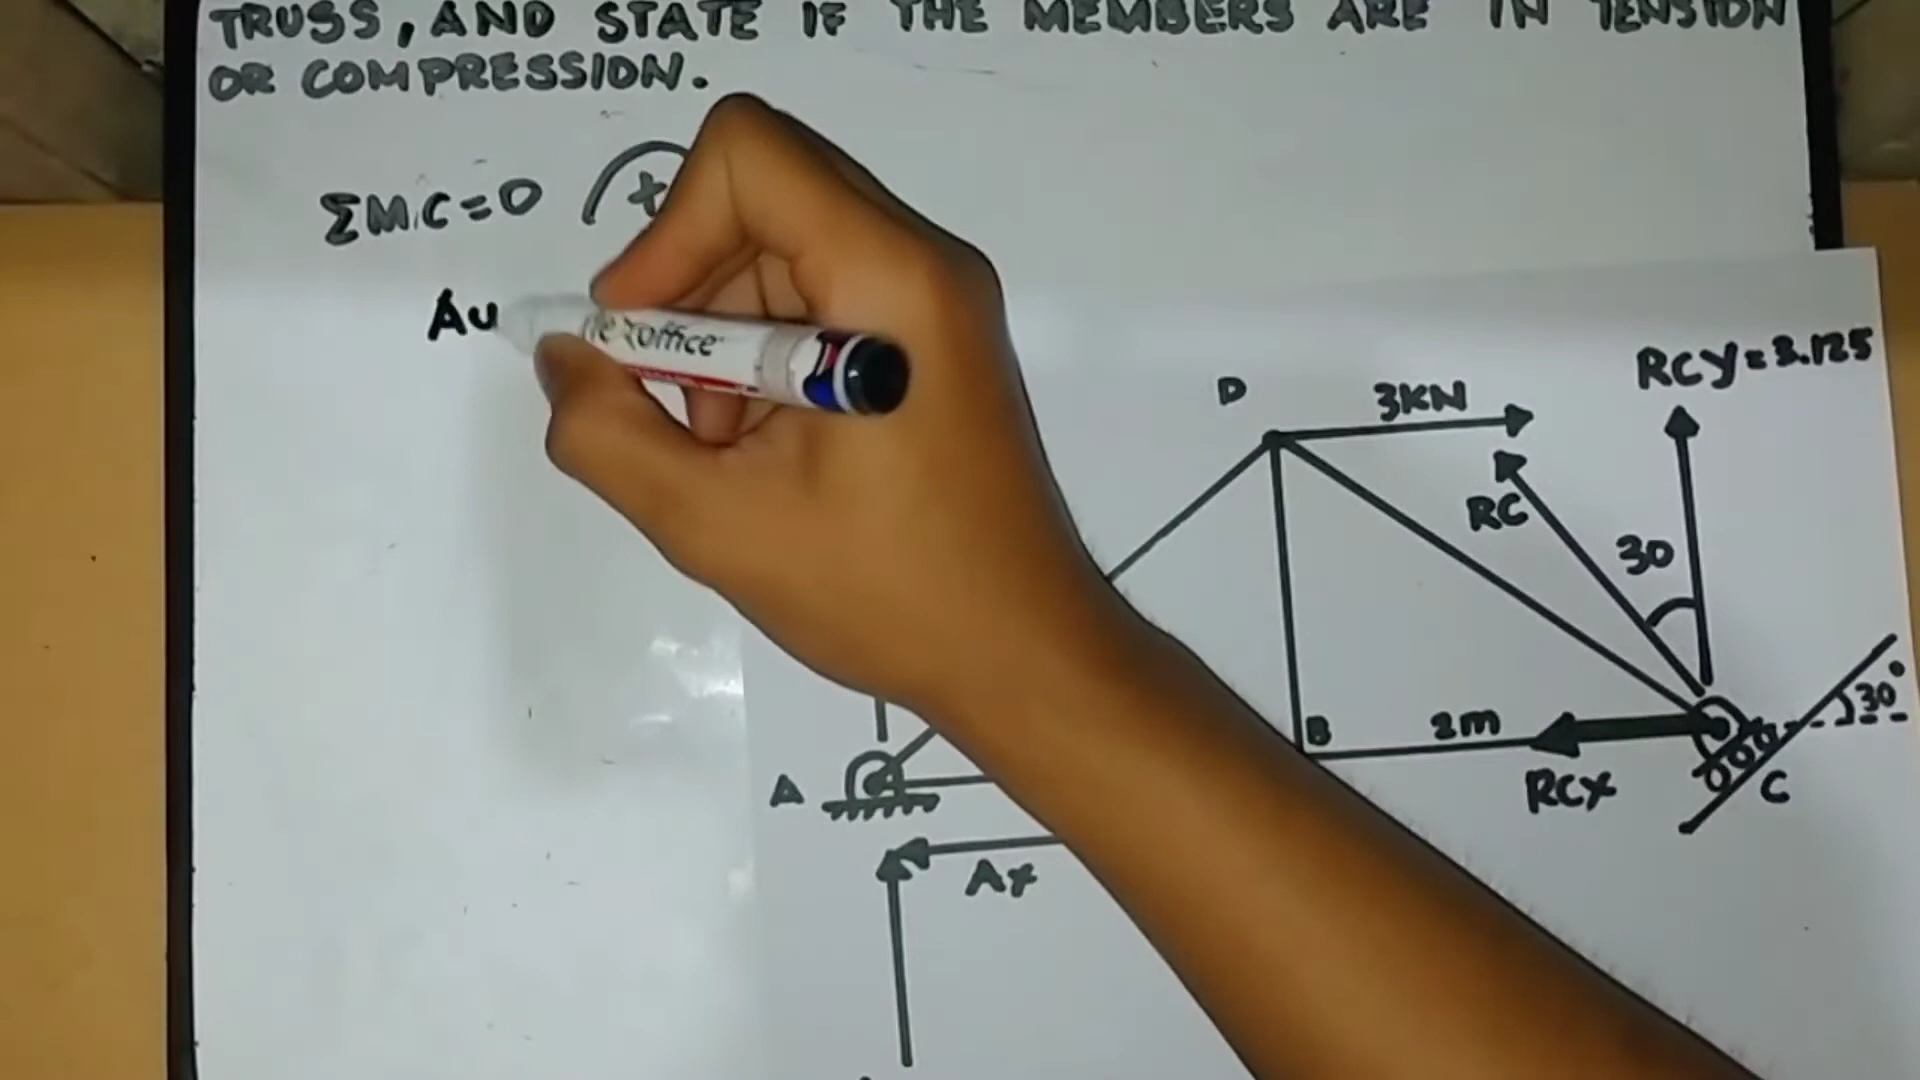 TRUSS, AND STATE IF THE MEMBERS ARE IN TENSION
OR COMPRESSION.
ΣMC=0 +
Au
office
RCY=3.125
D
3KN
RC
30
B
2m
30°
A
RCX
C
Ax